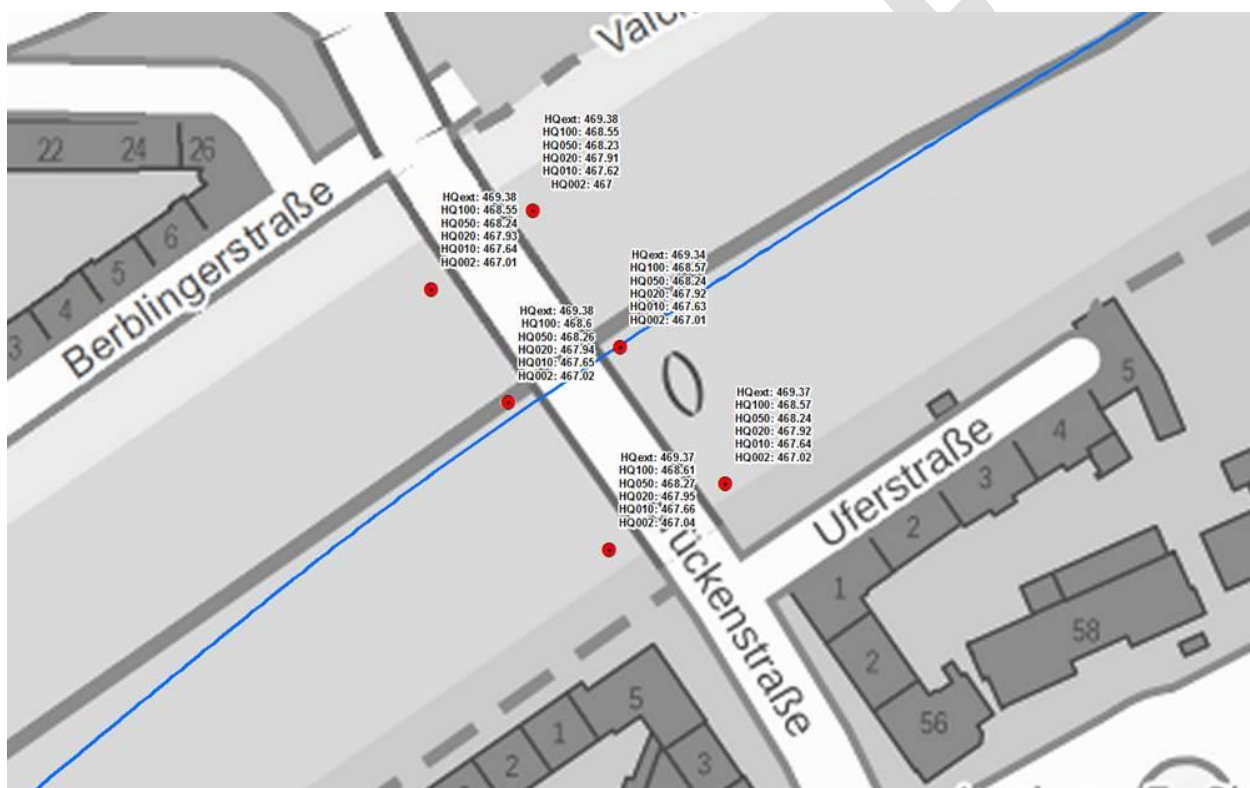 HQext: 469.38
HQ100: 468.55
HQ050: 468.23
HQ020: 467.91
HQ010: 467.62
HQ002: 467
22
24
26
HQext: 469.38
HQ100: 468.55
HQ050: 468.24
HQ020: 467.93
HQ010: 467.64
HQ002: 467.01
6
5
4
3
Berblingerstraße
HQext: 469.34
HQ100: 468.57
HQ050: 468.24
HQ020: 467.92
HQ010: 467.63
HQ002: 467.01
HQext: 469.38
HQ100: 468.6
HQ050: 468.26
HQ020: 467.94
HQ010: 467.65
HQ002: 467.02
HQext: 469.37
HQ100: 468.57
HQ050: 468.24
HQ020: 467.92
HQ010: 467.64
HQ002: 467.02
HQext: 469.37
HQ100: 468.61
HQ050: 468.27
HQ020: 467.95
HQ010: 467.66
HQ002: 467.04
5
4
3
2
1
Uferstraße
ückenstraße
58
2
56
5
1
2
3